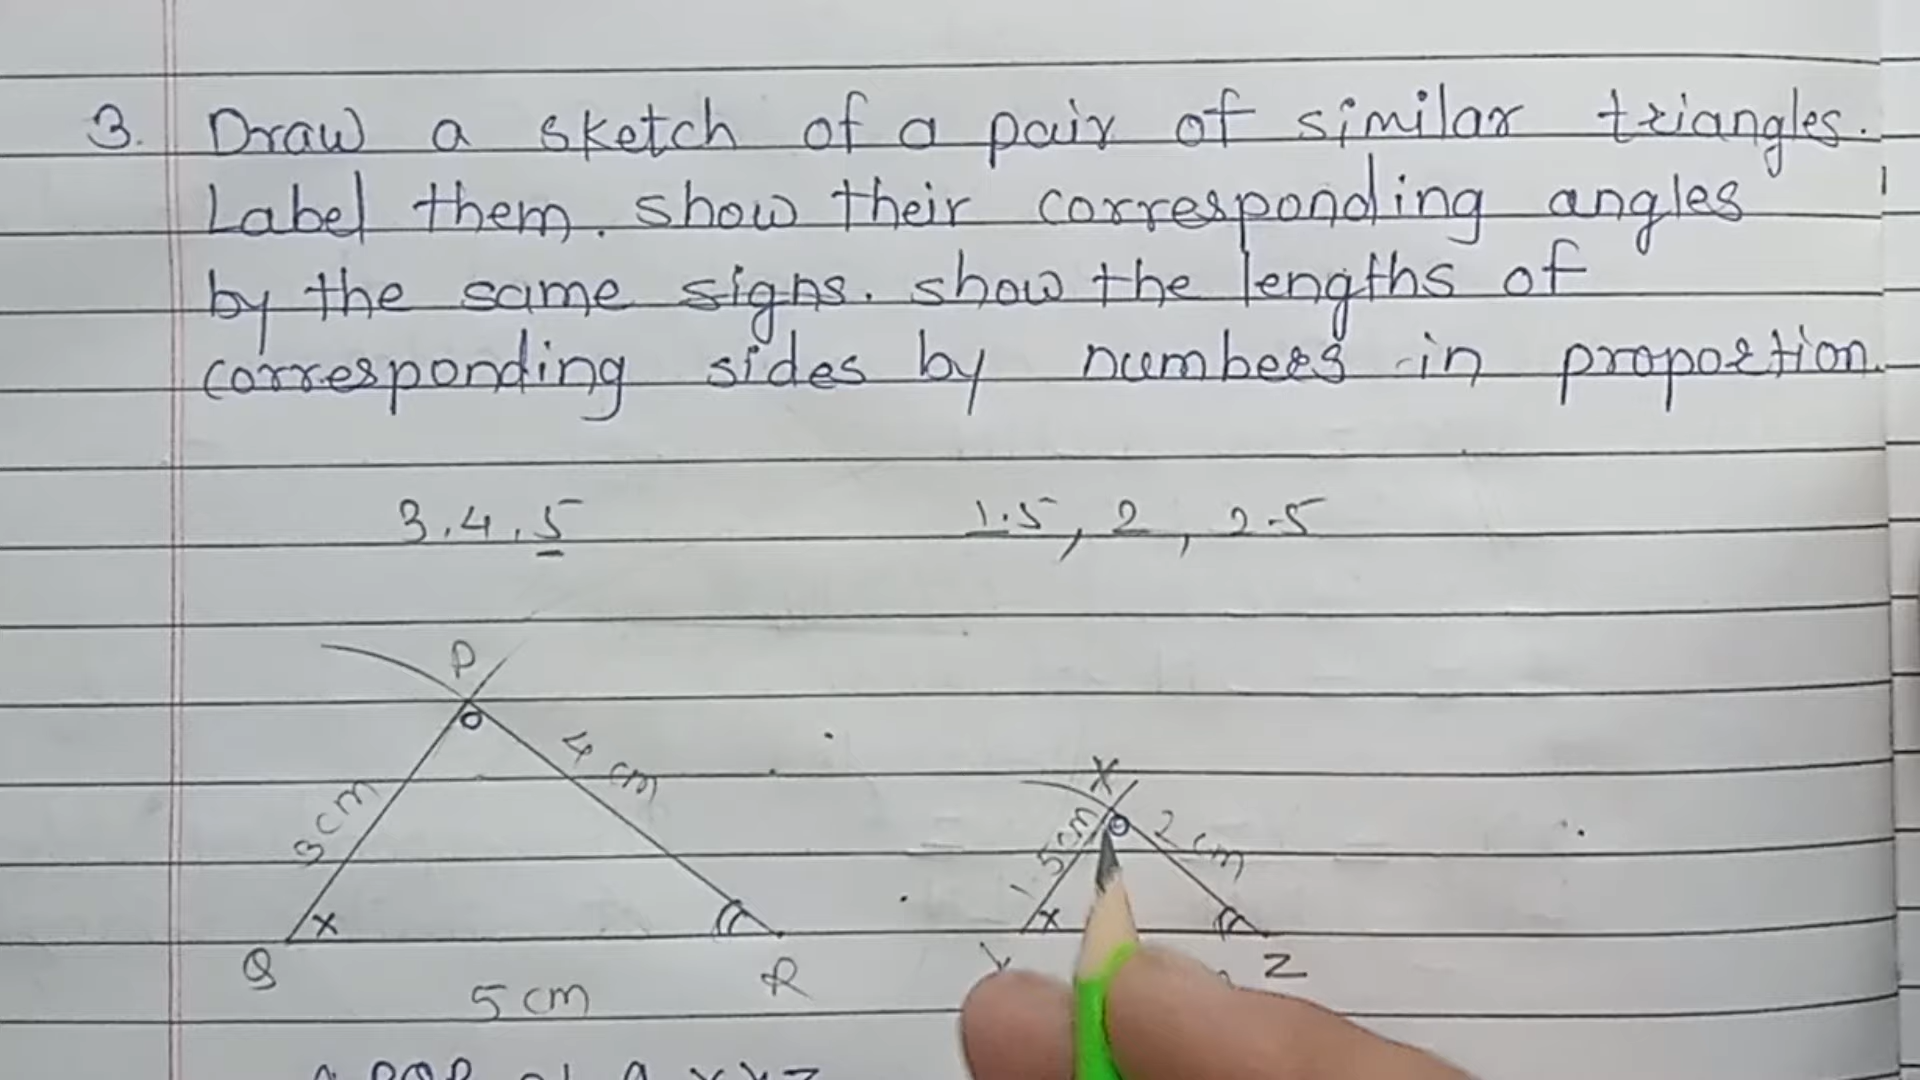 3. Draw a sketch of a pair of similar triangles.
Label them. show their corresponding angles
by the same signs. show the lengths of
corresponding sides by numbers in proportion.
3.4.5
1.5, 2, 2.5
P
3cm
4 cm
x
Q
R
5cm
X
1.5cm
2 cm
x
Z